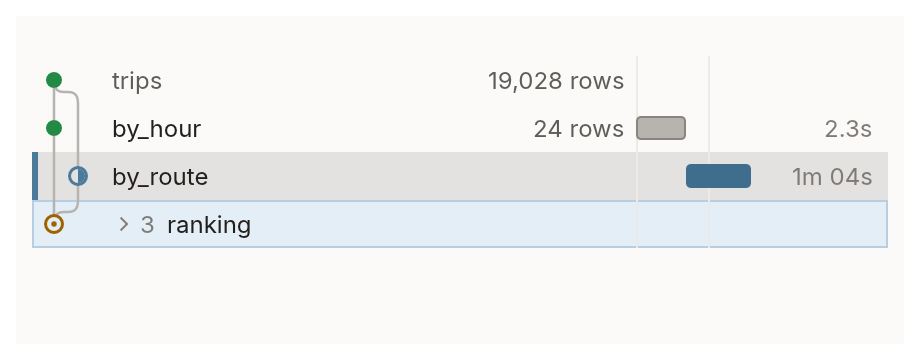 trips 19,028 rows
by_hour 24 rows 2.3s
by_route 1m 04s
3 ranking